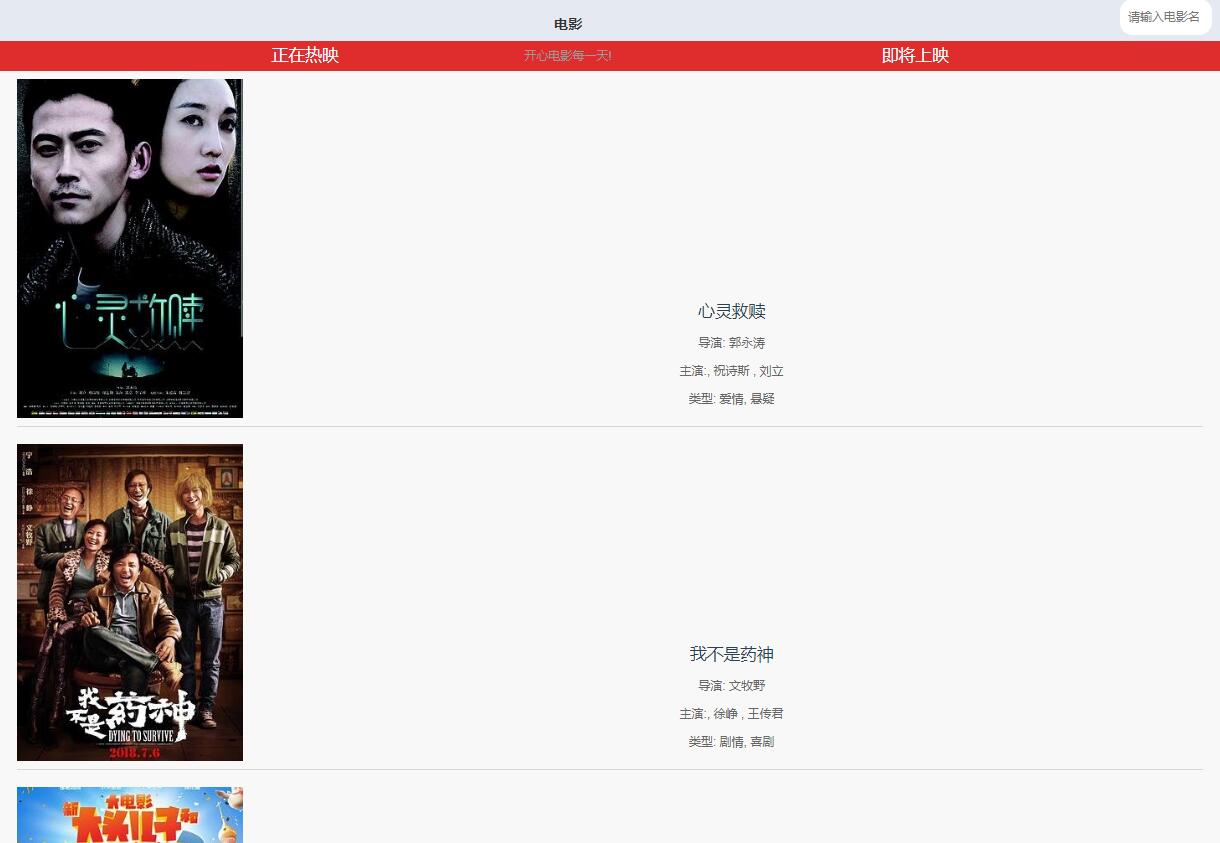 电影
请输入电影名
正在热映
开心电影每一天!
即将上映
心灵救赎
心灵救赎
导演: 郭永涛
主演:, 祝诗斯 , 刘立
类型: 爱情, 悬疑
宁浩
徐峥
文牧野
我不是药神
DYING TO SURVIVE
2018.7.6
我不是药神
导演: 文牧野
主演:, 徐峥 , 王传君
类型: 剧情, 喜剧
大电影
新大头儿子和